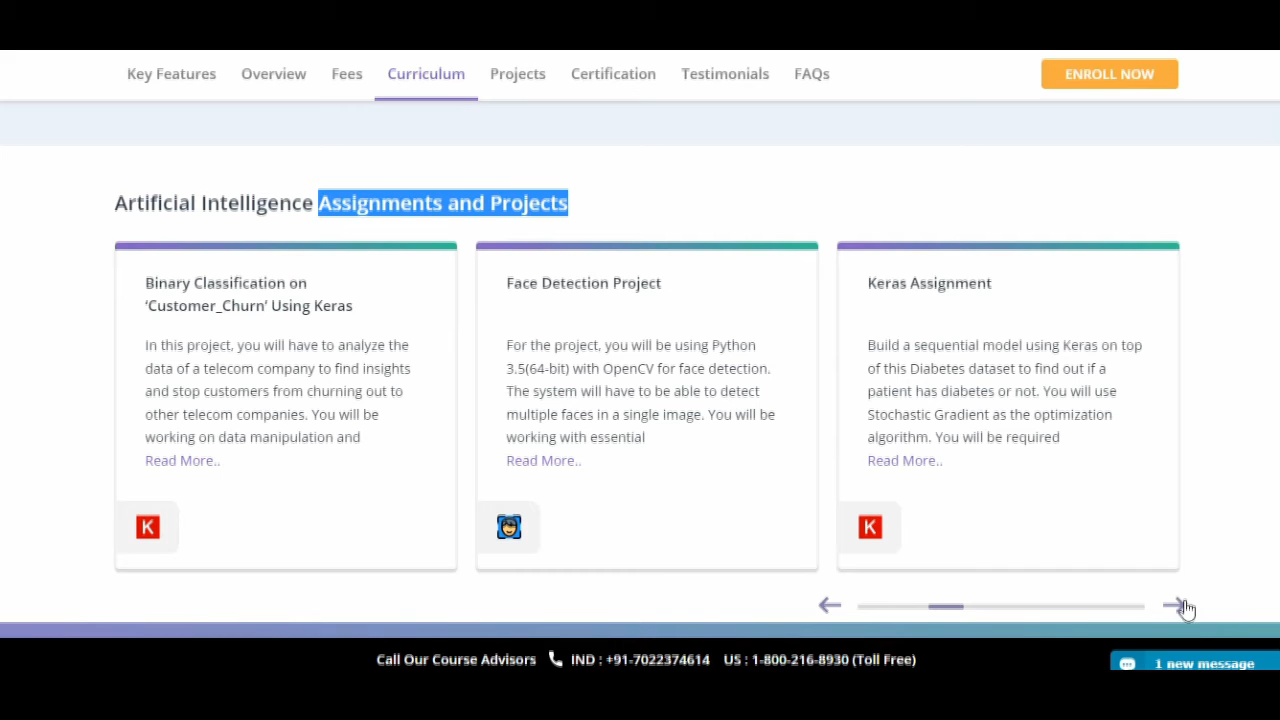 Key Features Overview Fees Curriculum Projects Certification Testimonials FAQs ENROLL NOW
Artificial Intelligence Assignments and Projects
Binary Classification on
‘Customer_Churn’ Using Keras
In this project, you will have to analyze the
data of a telecom company to find insights
and stop customers from churning out to
other telecom companies. You will be
working on data manipulation and
Read More..
K
Face Detection Project
For the project, you will be using Python
3.5(64-bit) with OpenCV for face detection.
The system will have to be able to detect
multiple faces in a single image. You will be
working with essential
Read More..
Keras Assignment
Build a sequential model using Keras on top
of this Diabetes dataset to find out if a
patient has diabetes or not. You will use
Stochastic Gradient as the optimization
algorithm. You will be required
Read More..
K
Call Our Course Advisors IND : +91-7022374614 US : 1-800-216-8930 (Toll Free)
1 new message